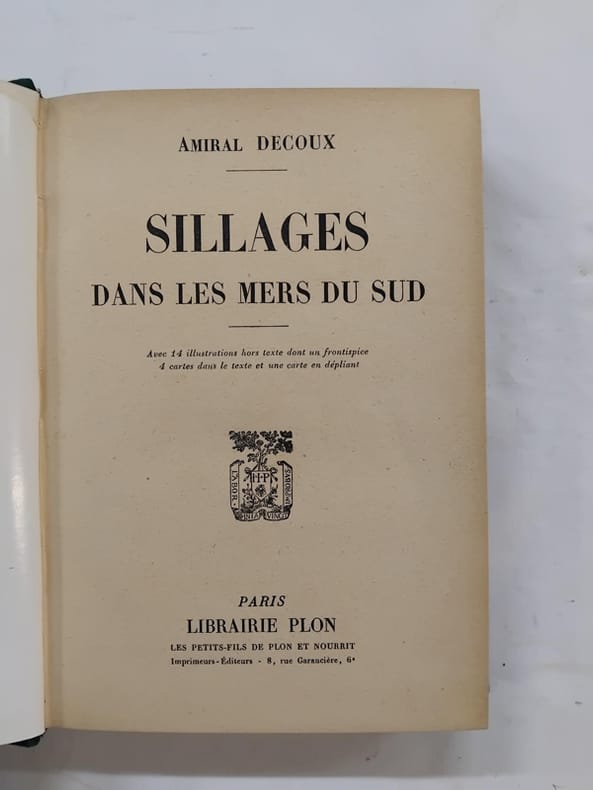 AMIRAL DECOUX
SILLAGES
DANS LES MERS DU SUD
Avec 14 illustrations hors texte dont un frontispice
4 cartes dans le texte et une carte en dépliant
LABOR
H·P
IMPROBUS
PARIS
LIBRAIRIE PLON
LES PETITS-FILS DE PLON ET NOURRIT
Imprimeurs-Éditeurs - 8, rue Garancière, 6ᵉ